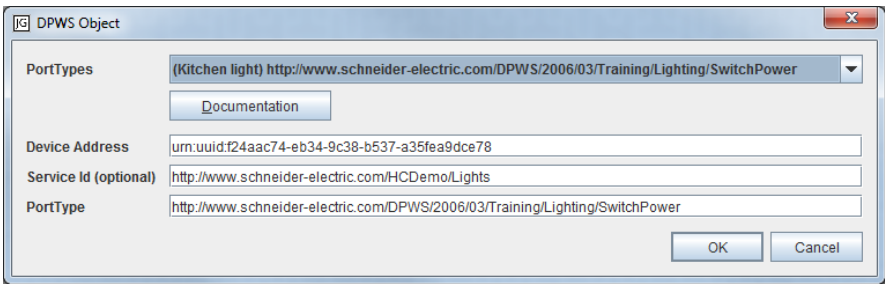 JG DPWS Object
PortTypes (Kitchen light) http://www.schneider-electric.com/DPWS/2006/03/Training/Lighting/SwitchPower
Documentation
Device Address urn:uuid:f24aac74-eb34-9c38-b537-a35fea9dce78
Service Id (optional) http://www.schneider-electric.com/HCDemo/Lights
PortType http://www.schneider-electric.com/DPWS/2006/03/Training/Lighting/SwitchPower
OK Cancel